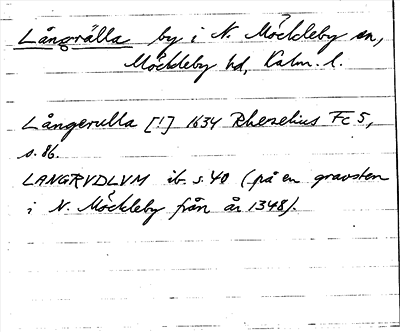 Långrälla by i N. Möckleby sn,
Möckleby hd, Kalm. l.
Långerulla [!] 1634 Rhezelius Fc 5,
s. 86.
LANGRVDLVM ib. s. 40 (på en gravsten
i N. Möckleby från år 1348).